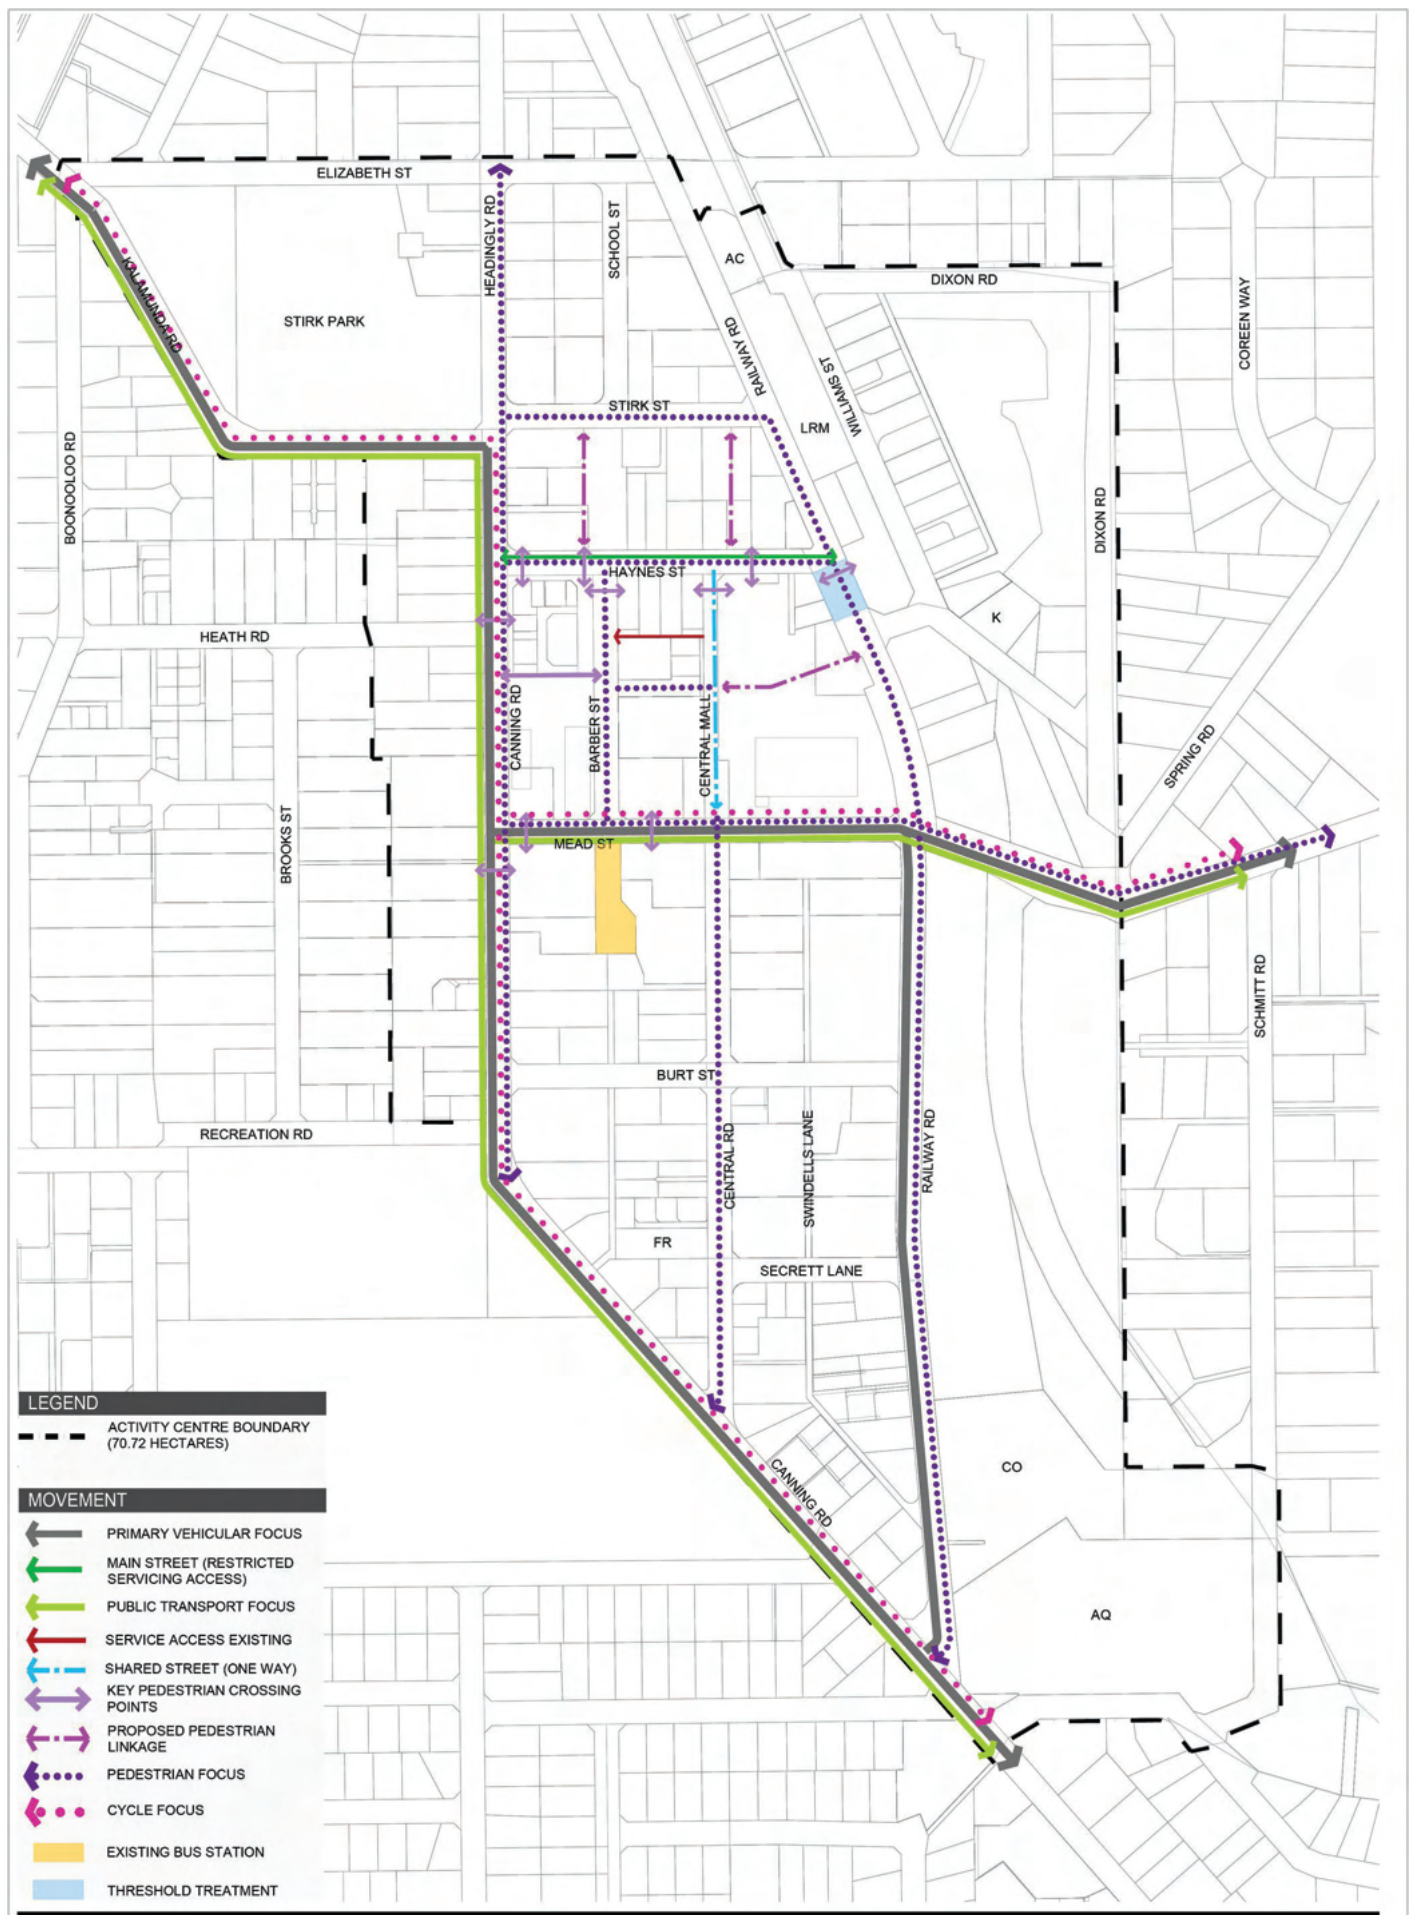 ELIZABETH ST
HEADINGLY RD
SCHOOL ST
AC
DIXON RD
COREEN WAY
KALAMUNDA RD
STIRK PARK
RAILWAY RD
WILLIAMS ST
STIRK ST
LRM
BOONOOLOO RD
DIXON RD
HAYNES ST
K
HEATH RD
CANNING RD
BARBER ST
CENTRAL MALL
SPRING RD
BROOKS ST
MEAD ST
SCHMITT RD
BURT ST
RECREATION RD
CENTRAL RD
SWINDELLS LANE
RAILWAY RD
FR
SECRETT LANE
CANNING RD
CO
AQ
LEGEND
ACTIVITY CENTRE BOUNDARY
(70.72 HECTARES)
MOVEMENT
PRIMARY VEHICULAR FOCUS
MAIN STREET (RESTRICTED
SERVICING ACCESS)
PUBLIC TRANSPORT FOCUS
SERVICE ACCESS EXISTING
SHARED STREET (ONE WAY)
KEY PEDESTRIAN CROSSING
POINTS
PROPOSED PEDESTRIAN
LINKAGE
PEDESTRIAN FOCUS
CYCLE FOCUS
EXISTING BUS STATION
THRESHOLD TREATMENT